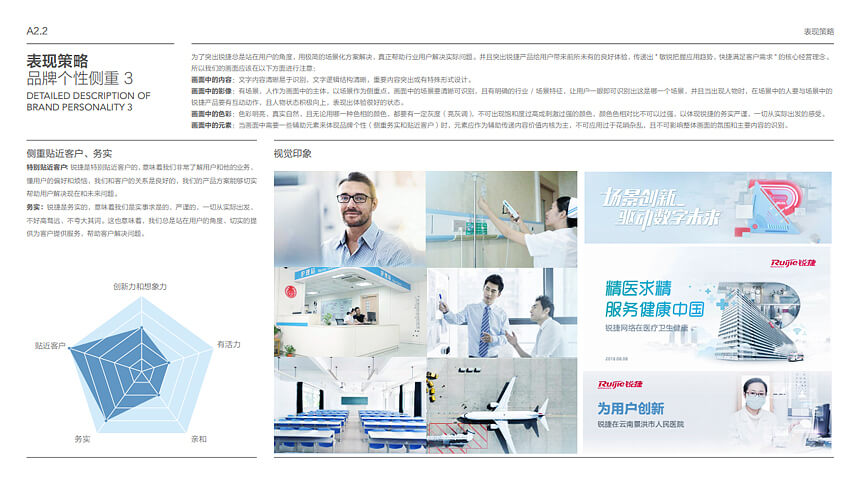 A2.2
表现策略
表现策略
品牌个性侧重 3
DETAILED DESCRIPTION OF
BRAND PERSONALITY 3
为了突出锐捷总是站在用户的角度，用极简的场景化方案解决，真正帮助行业用户解决实际问题。并且突出锐捷产品给用户带来前所未有的良好体验，传递出“敏锐把握应用趋势，快捷满足客户需求”的核心经营理念。
所以我们的画面应该在以下方面进行注意：
画面中的内容：文字内容清晰易于识别，文字逻辑结构清晰，重要内容突出或有特殊形式设计。
画面中的影像：有场景，人作为画面中的主体，以场景作为侧重点，画面中的场景要清晰可识别，且有明确的行业／场景特征，让用户一眼即可识别出这是哪一个场景，并且当出现人物时，在场景中的人要与场景中的
锐捷产品要有互动动作，且人物状态积极向上，表现出体验很好的状态。
画面中的色彩：色彩明亮，真实自然，且无论用哪一种色相的颜色，都要有一定灰度（亮灰调），不可出现饱和度过高或刺激过强的颜色，颜色色相对比不可以过强，以体现锐捷的务实严谨，一切从实际出发的感受。
画面中的元素：当画面中需要一些辅助元素来体现品牌个性（侧重务实和贴近客户）时，元素应作为辅助传递内容价值内核为主，不可应用过于花哨杂乱，且不可影响整体画面的氛围和主要内容的识别。
侧重贴近客户、务实
特别贴近客户：锐捷是特别贴近客户的，意味着我们非常了解用户和他的业务、
懂用户的偏好和烦恼，我们和客户的关系是良好的，我们的产品方案能够切实
帮助用户解决现在和未来问题。
务实：锐捷是务实的，意味着我们是实事求是的，严谨的，一切从实际出发，
不好高骛远，不夸大其词。这也意味着，我们总是站在用户的角度、切实的提
供为客户提供服务，帮助客户解决问题。
创新力和想象力
贴近客户
有活力
务实
亲和
视觉印象
场景创新
驱动数字未来
Ruijie锐捷
精医求精
服务健康中国
锐捷网络在医疗卫生健康
2019.08.08
Ruijie锐捷
为用户创新
锐捷在云南景洪市人民医院